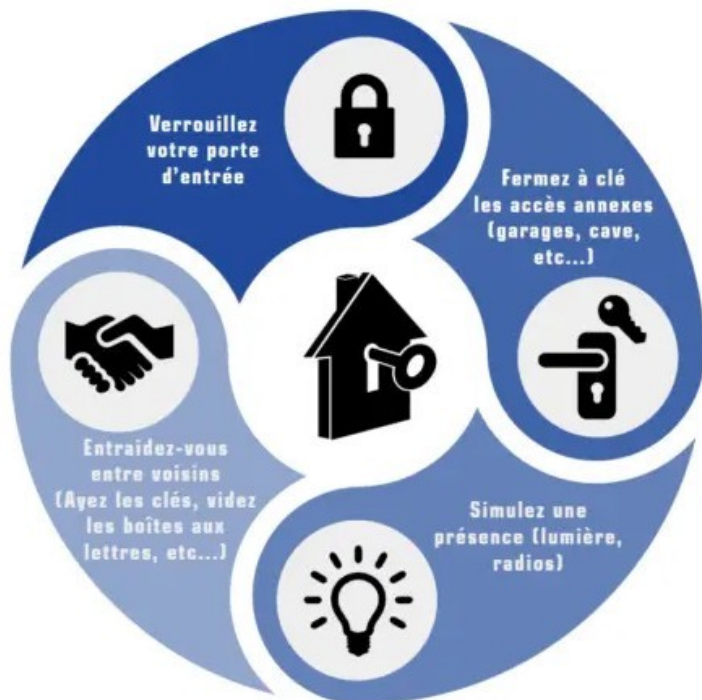 Verrouillez
votre porte
d'entrée
Fermez à clé
les accès annexes
(garages, cave,
etc...)
Simulez une
présence (lumière,
radios)
Entraidez-vous
entre voisins
(Ayez les clés, videz
les boîtes aux
lettres, etc...)